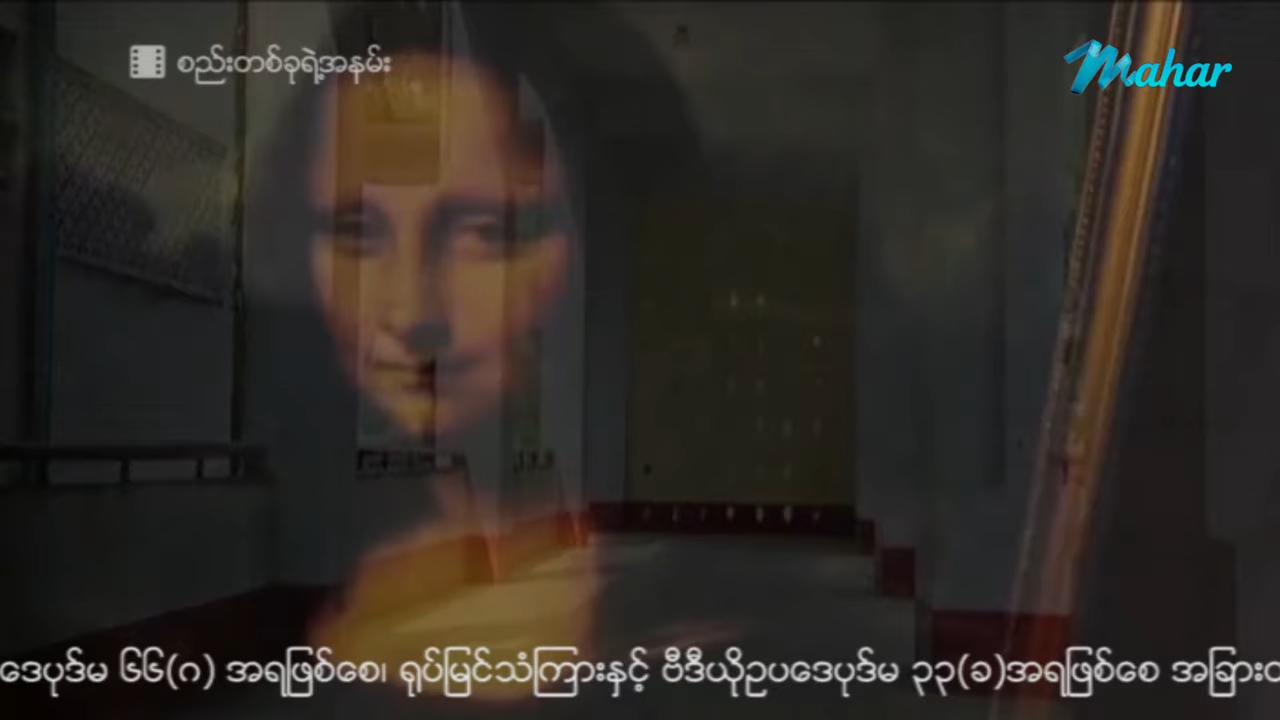 စည်းတစ်ခုရဲ့အနမ်း
Mahar
ဒေပုဒ်မ ၆၆(ဂ) အရဖြစ်စေ၊ ရုပ်မြင်သံကြားနှင့် ဗီဒီယိုဥပဒေပုဒ်မ ၃၃(ခ)အရဖြစ်စေ အခြား